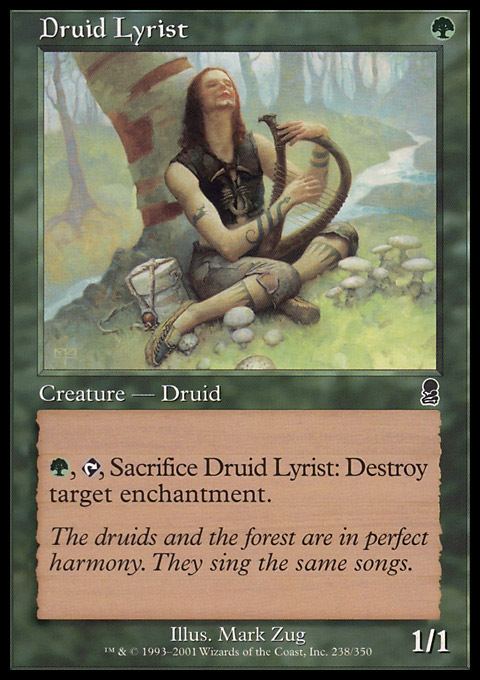 Druid Lyrist
Creature — Druid
, , Sacrifice Druid Lyrist: Destroy
target enchantment.
The druids and the forest are in perfect
harmony. They sing the same songs.
Illus. Mark Zug
™ & © 1993–2001 Wizards of the Coast, Inc. 238/350
1/1